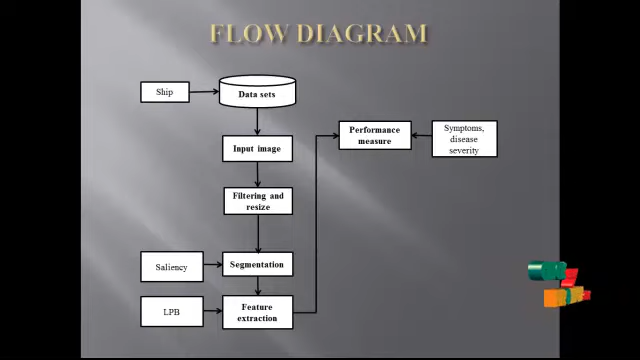 FLOW DIAGRAM
Ship
Data sets
Input image
Filtering and
resize
Saliency
Segmentation
LPB
Feature
extraction
Performance
measure
Symptoms,
disease
severity